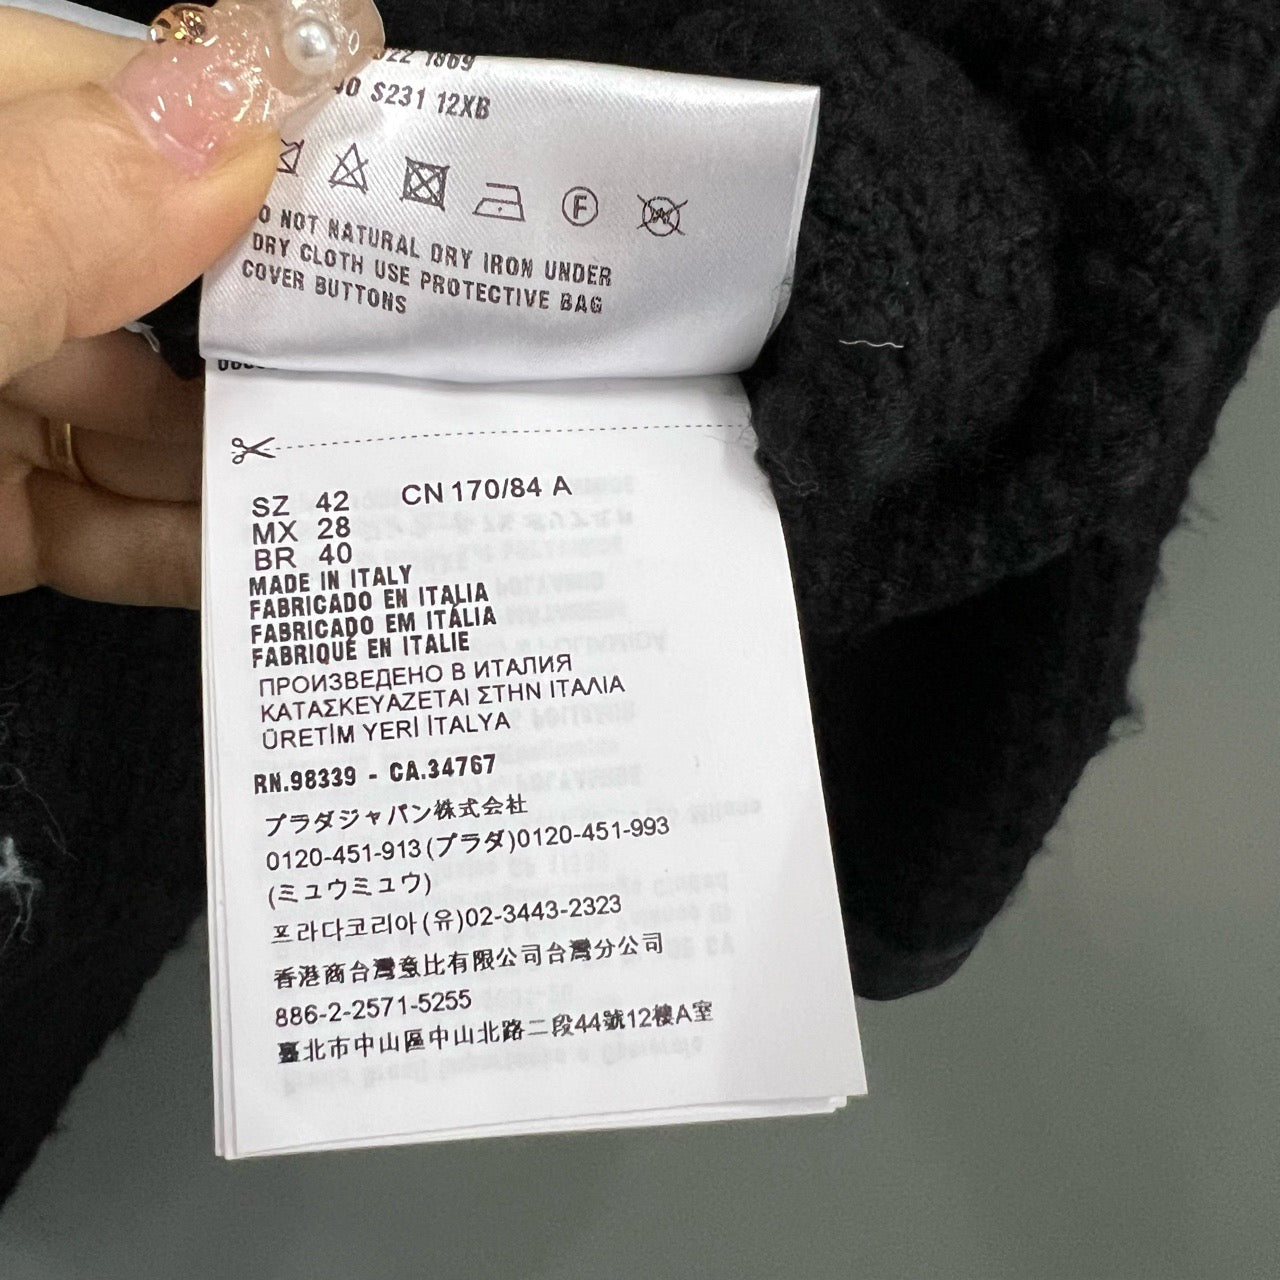 S231 12XB
F
W
DO NOT NATURAL DRY IRON UNDER
DRY CLOTH USE PROTECTIVE BAG
COVER BUTTONS
SZ 42 CN 170/84 A
MX 28
BR 40
MADE IN ITALY
FABRICADO EN ITALIA
FABRICADO EM ITÁLIA
FABRIQUÉ EN ITALIE
ПРОИЗВЕДЕНО В ИТАЛИЯ
ΚΑΤΑΣΚΕΥΑΖΕΤΑΙ ΣΤΗΝ ΙΤΑΛΙΑ
ÜRETİM YERİ İTALYA
RN.98339 - CA.34767
プラダジャパン株式会社
0120-451-913(プラダ)0120-451-993
(ミュウミュウ)
프라다코리아(유)02-3443-2323
香港商台灣意比有限公司台灣分公司
886-2-2571-5255
臺北市中山區中山北路二段44號12樓A室